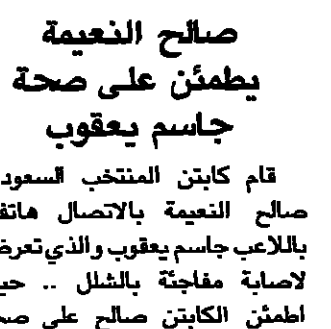 صالح النعيمة
يطمئن على صحة
جاسم يعقوب
قام كابتن المنتخب السعود
صالح النعيمة بالاتصال هاتف
باللاعب جاسم يعقوب والذي تعرض
لاصابة مفاجئة بالشلل .. حي
اطمئن الكابتن صالح على صح